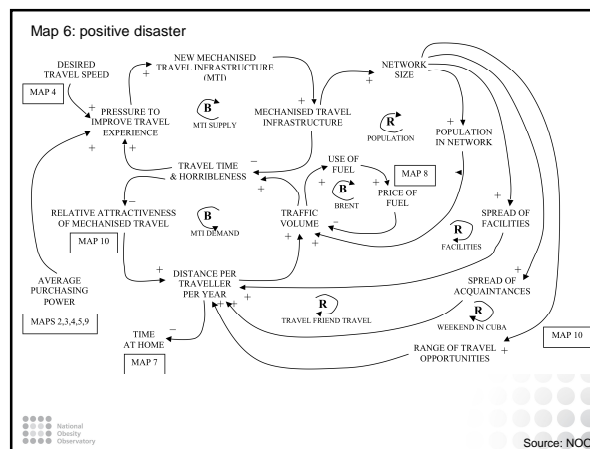 Map 6: positive disaster
DESIRED
TRAVEL SPEED
MAP 4
PRESSURE TO
IMPROVE TRAVEL
EXPERIENCE
NEW MECHANISED
TRAVEL INFRASTRUCTURE
(MTI)
B
MTI SUPPLY
MECHANISED TRAVEL
INFRASTRUCTURE
NETWORK
SIZE
R
POPULATION
POPULATION
IN NETWORK
TRAVEL TIME
& HORRIBLENESS
USE OF
FUEL
MAP 8
R
BRENT
PRICE OF
FUEL
RELATIVE ATTRACTIVENESS
OF MECHANISED TRAVEL
MAP 10
B
MTI DEMAND
TRAFFIC
VOLUME
SPREAD OF
FACILITIES
R
FACILITIES
AVERAGE
PURCHASING
POWER
MAPS 2,3,4,5,9
DISTANCE PER
TRAVELLER
PER YEAR
R
TRAVEL FRIEND TRAVEL
SPREAD OF
ACQUAINTANCES
R
WEEKEND IN CUBA
TIME
AT HOME
MAP 7
RANGE OF TRAVEL
OPPORTUNITIES
MAP 10
National
Obesity
Observatory
Source: NOO